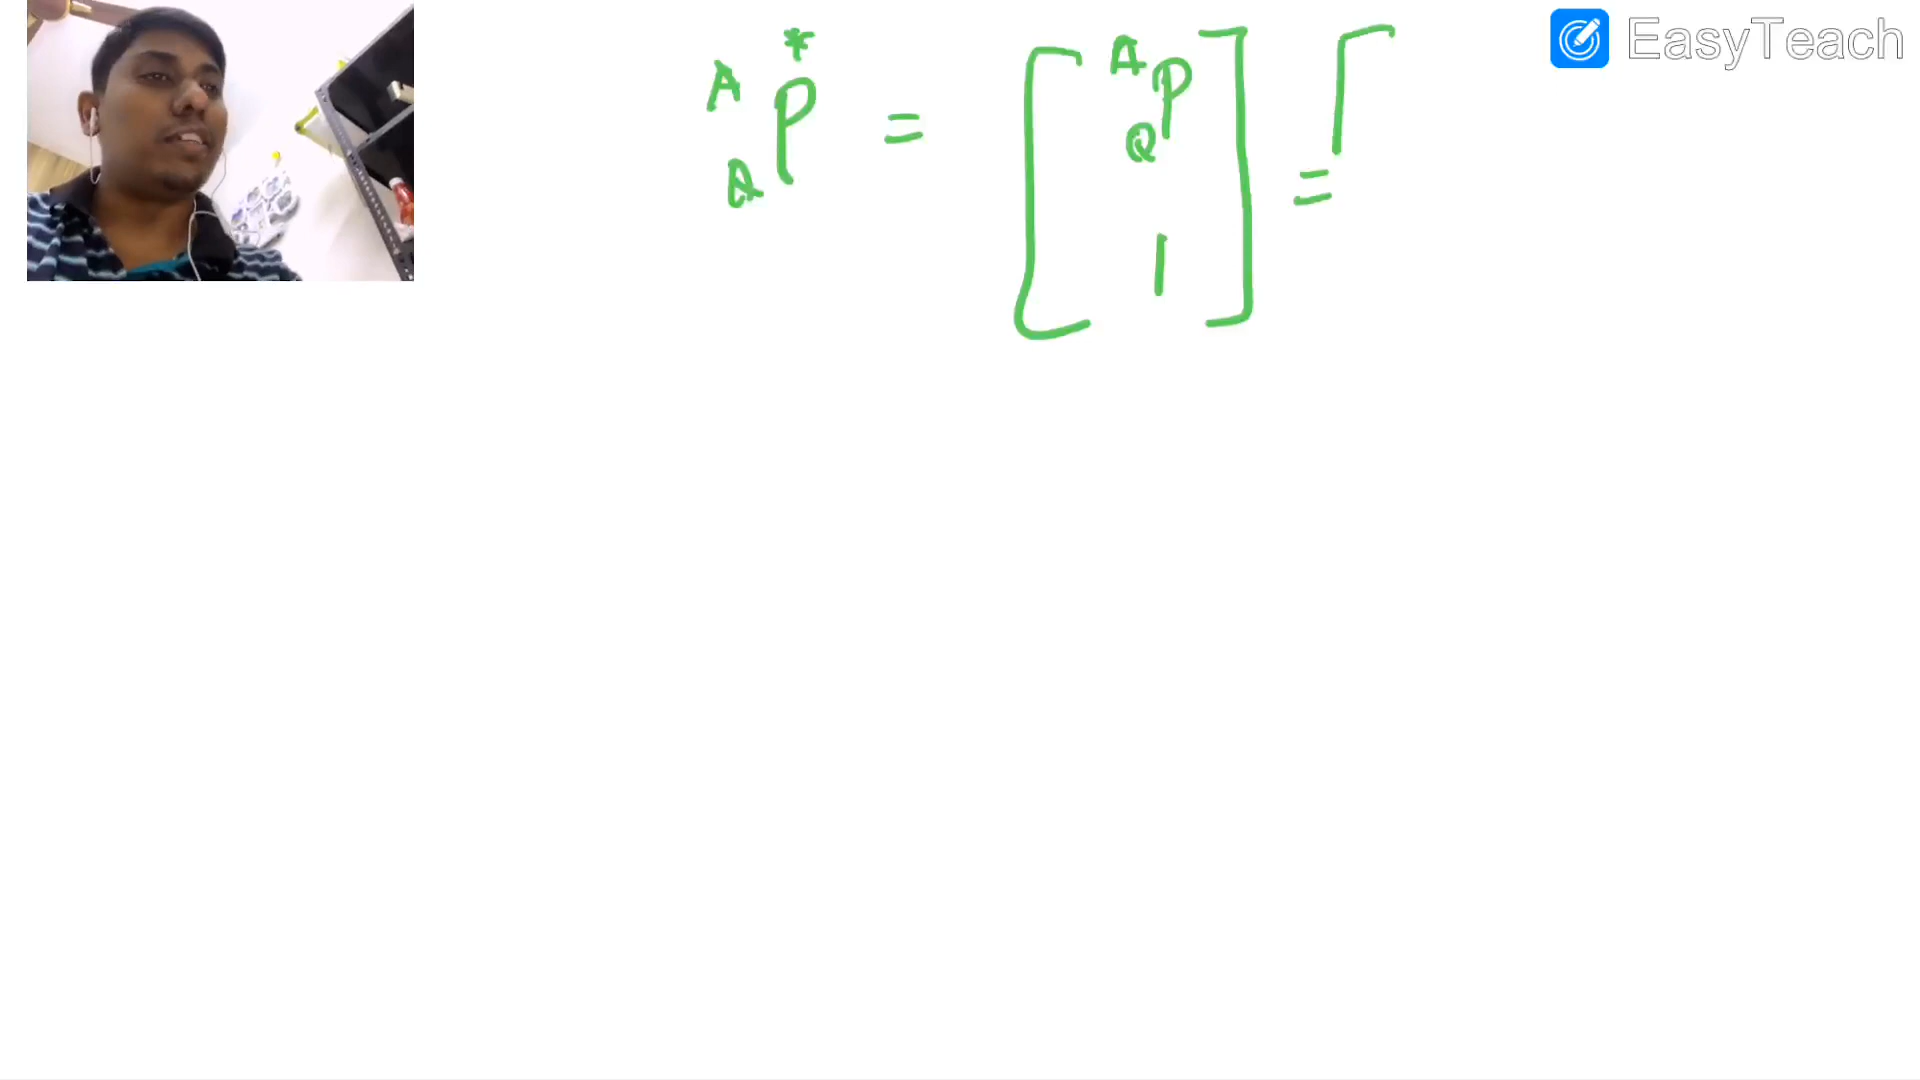 EasyTeach
A * P Q = [ A P Q 1 ] = [